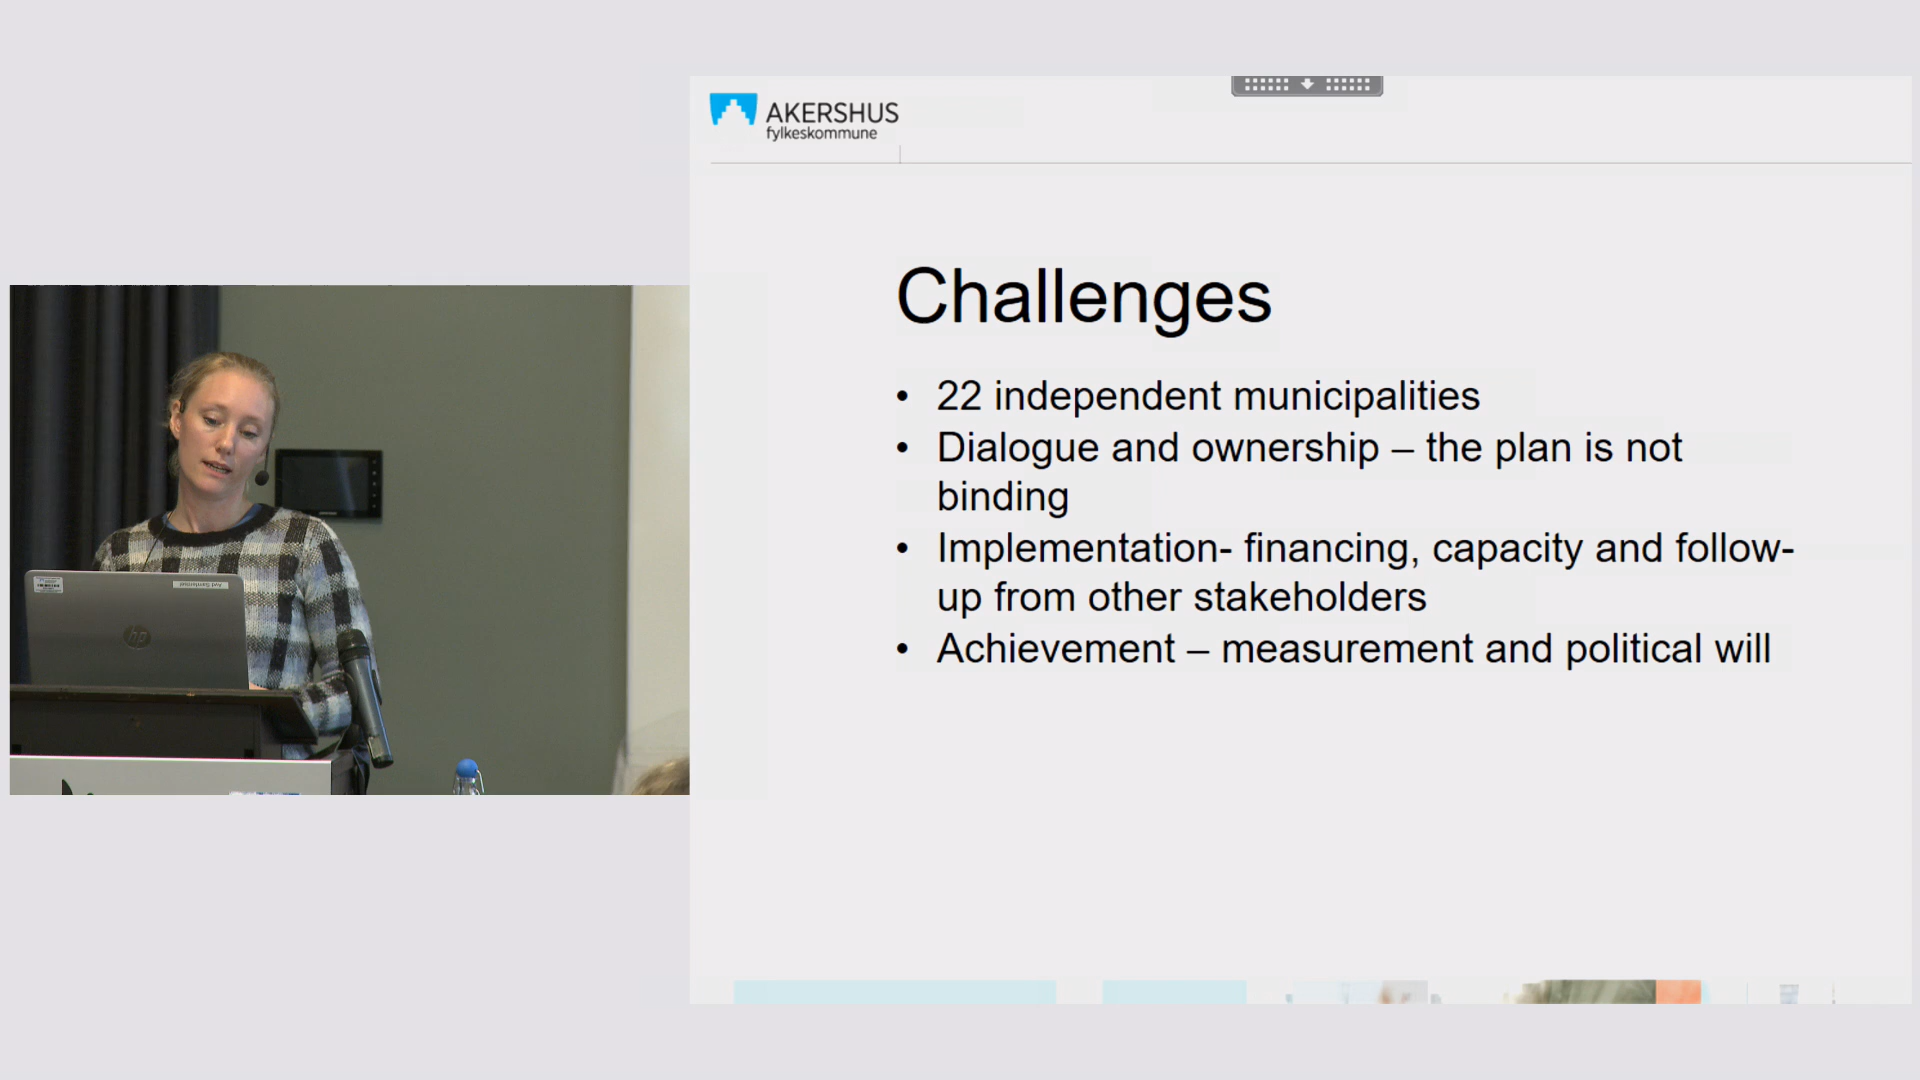 AKERSHUS
fylkeskommune
Challenges
• 22 independent municipalities
• Dialogue and ownership – the plan is not
binding
• Implementation- financing, capacity and follow-
up from other stakeholders
• Achievement – measurement and political will
hp